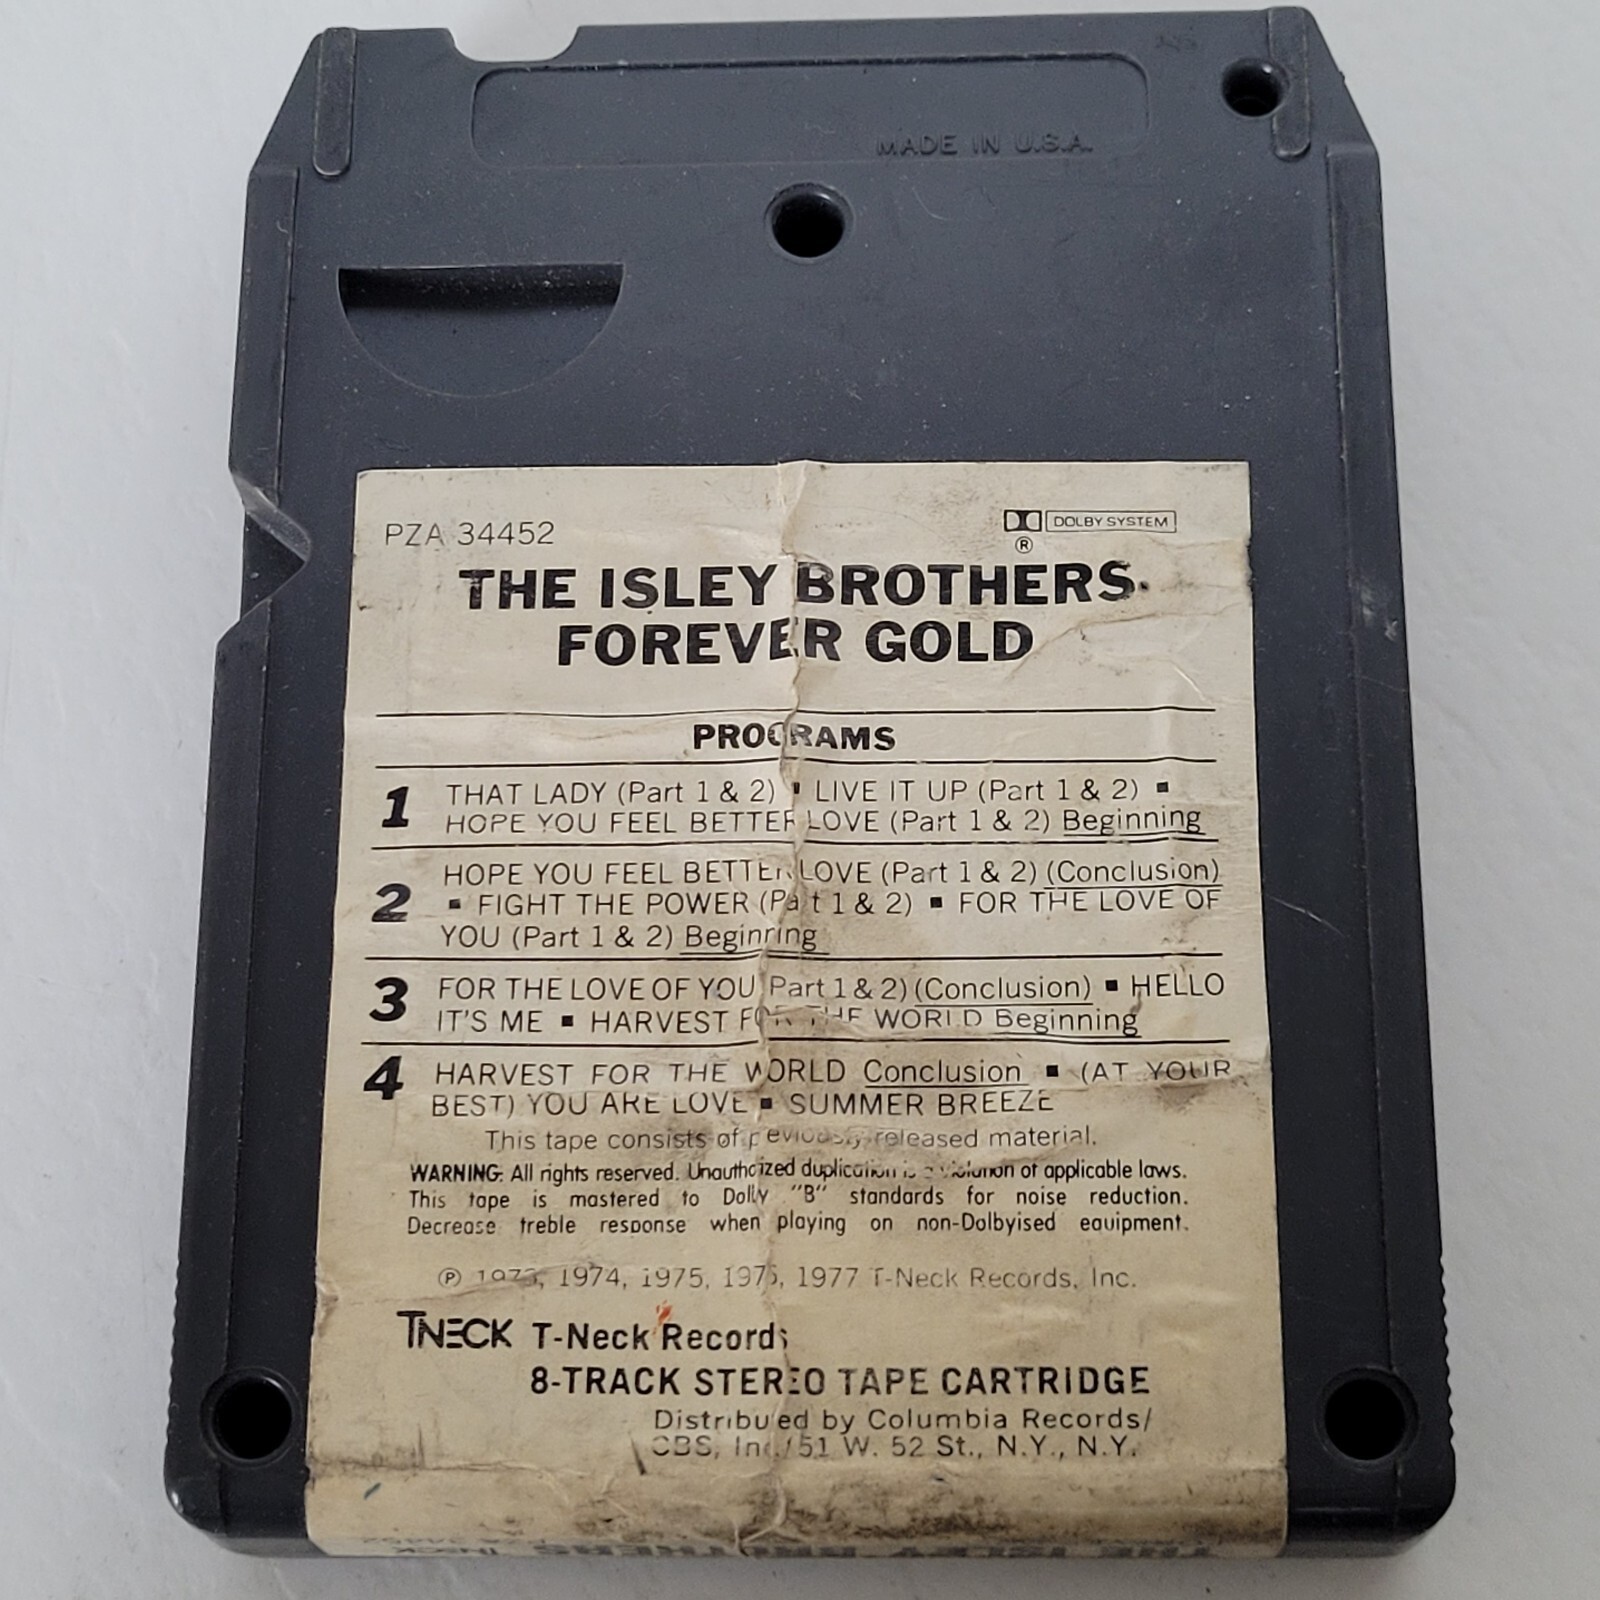 MADE IN U.S.A.
PZA 34452
DOLBY SYSTEM
®
THE ISLEY BROTHERS
FOREVER GOLD
PROGRAMS
1 THAT LADY (Part 1 & 2) ▪ LIVE IT UP (Part 1 & 2) ▪
HOPE YOU FEEL BETTER LOVE (Part 1 & 2) Beginning
2 HOPE YOU FEEL BETTER LOVE (Part 1 & 2) (Conclusion)
▪ FIGHT THE POWER (Part 1 & 2) ▪ FOR THE LOVE OF
YOU (Part 1 & 2) Beginning
3 FOR THE LOVE OF YOU (Part 1 & 2) (Conclusion) ▪ HELLO
IT'S ME ▪ HARVEST FOR THE WORLD Beginning
4 HARVEST FOR THE WORLD Conclusion ▪ (AT YOUR
BEST) YOU ARE LOVE ▪ SUMMER BREEZE
This tape consists of previously released material.
WARNING: All rights reserved. Unauthorized duplication is a violation of applicable laws.
This tape is mastered to Dolby "B" standards for noise reduction.
Decrease treble response when playing on non-Dolbyised equipment.
℗ 1973, 1974, 1975, 1976, 1977 T-Neck Records, Inc.
TNECK T-Neck Records
8-TRACK STEREO TAPE CARTRIDGE
Distributed by Columbia Records/
CBS, Inc./51 W. 52 St., N.Y., N.Y.
THE ISLEY BROTHERS TNECK 34452